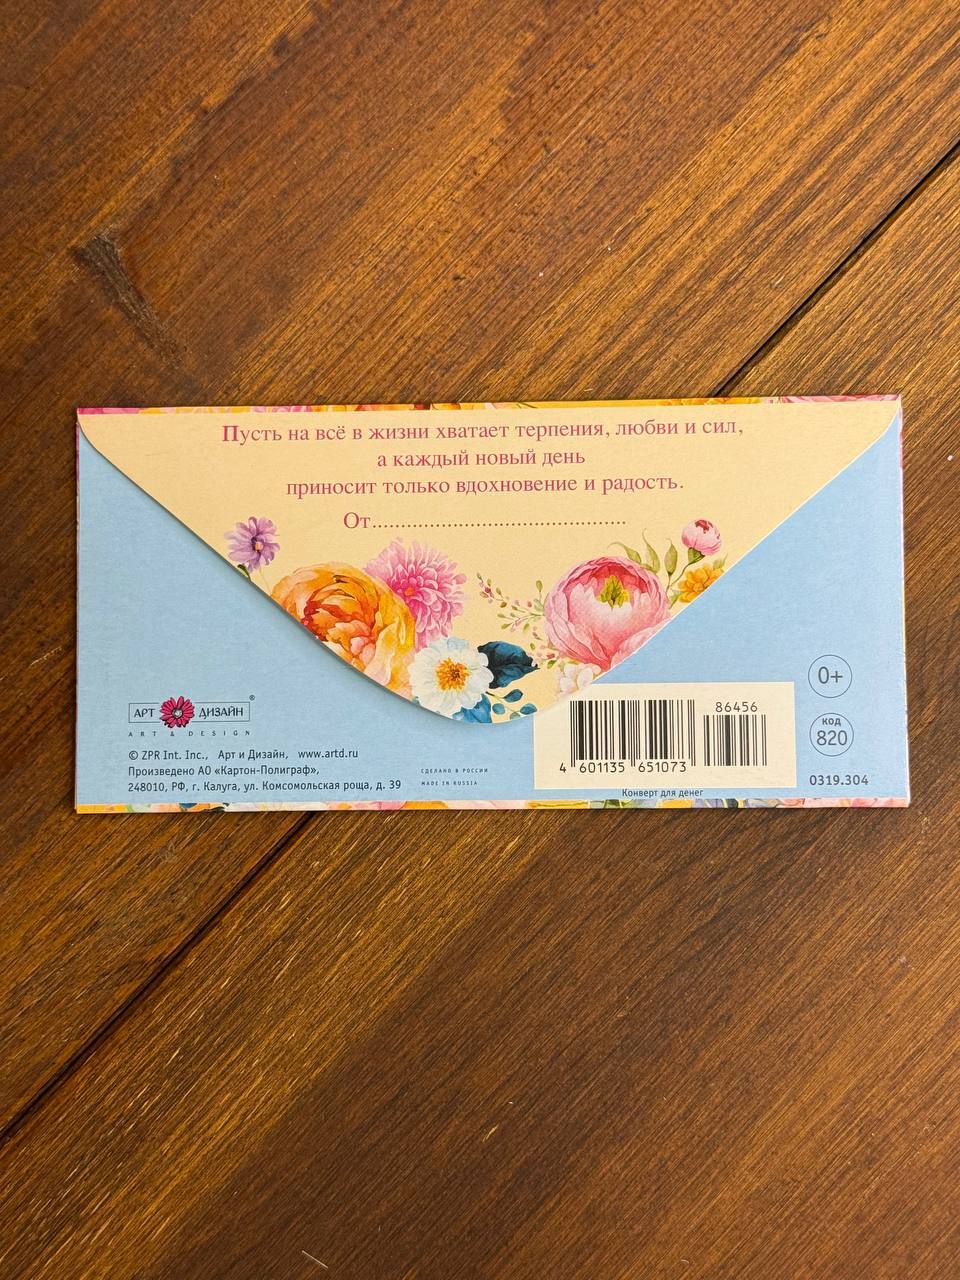 Пусть на всё в жизни хватает терпения, любви и сил,
а каждый новый день
приносит только вдохновение и радость.
От............................................
АРТ ДИЗАЙН ®
ART & DESIGN
© ZPR Int. Inc., Арт и Дизайн, www.artd.ru
Произведено АО «Картон-Полиграф»,
248010, РФ, г. Калуга, ул. Комсомольская роща, д. 39
СДЕЛАНО В РОССИИ
MADE IN RUSSIA
86456
4 601135 651073
Конверт для денег
0+
код
820
0319.304